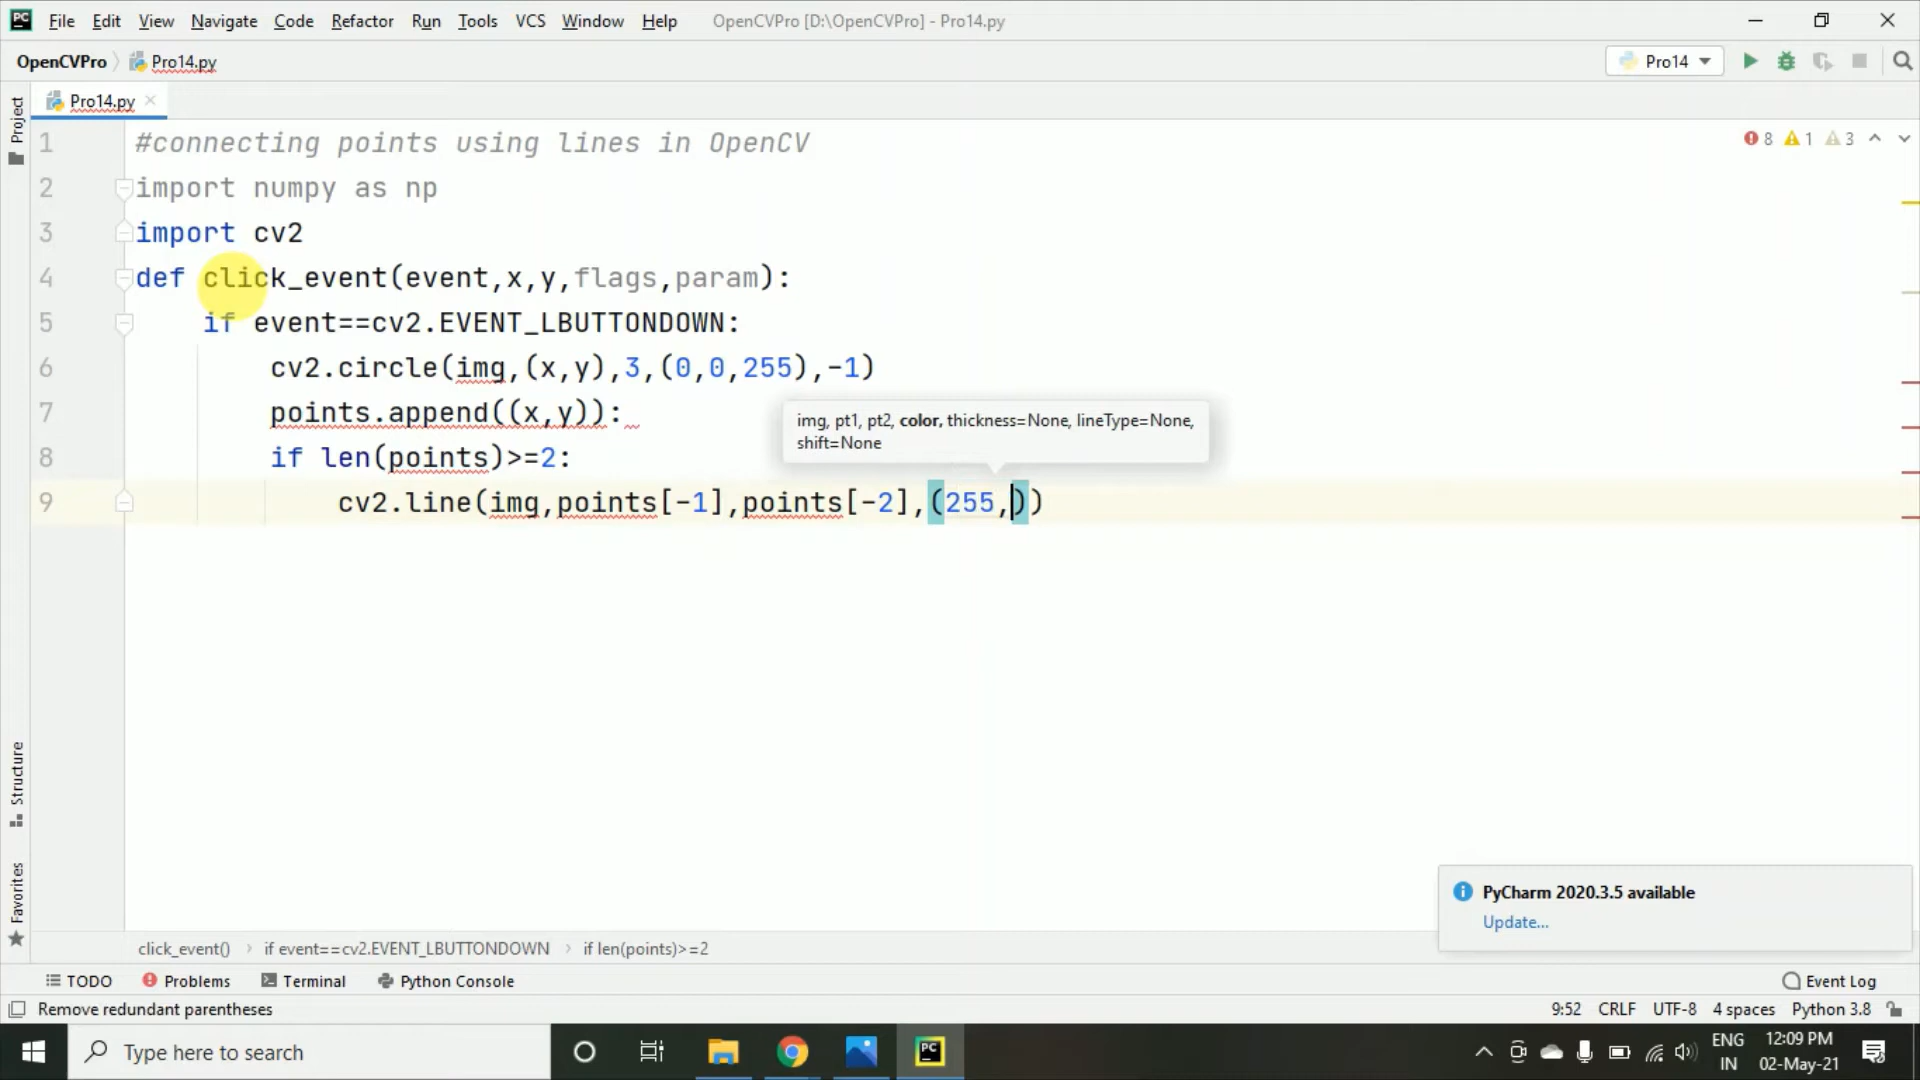 PC File Edit View Navigate Code Refactor Run Tools VCS Window Help OpenCVPro [D:\OpenCVPro] - Pro14.py
OpenCVPro Pro14.py Pro14
Project Pro14.py
1 #connecting points using lines in OpenCV 8 1 3
2 import numpy as np
3 import cv2
4 def click_event(event,x,y,flags,param):
5 if event==cv2.EVENT_LBUTTONDOWN:
6 cv2.circle(img,(x,y),3,(0,0,255),-1)
7 points.append((x,y)):
img, pt1, pt2, color, thickness=None, lineType=None,
shift=None
8 if len(points)>=2:
9 cv2.line(img,points[-1],points[-2],(255,))
Structure
Favorites
PyCharm 2020.3.5 available
Update...
click_event() if event==cv2.EVENT_LBUTTONDOWN if len(points)>=2
TODO Problems Terminal Python Console Event Log
Remove redundant parentheses 9:52 CRLF UTF-8 4 spaces Python 3.8
Type here to search PC ENG 12:09 PM
IN 02-May-21